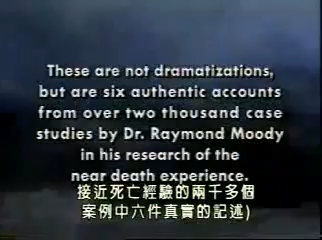 These are not dramatizations,
but are six authentic accounts
from over two thousand case
studies by Dr. Raymond Moody
in his research of the
near death experience.
接近死亡經驗的兩千多個
案例中六件真實的記述)